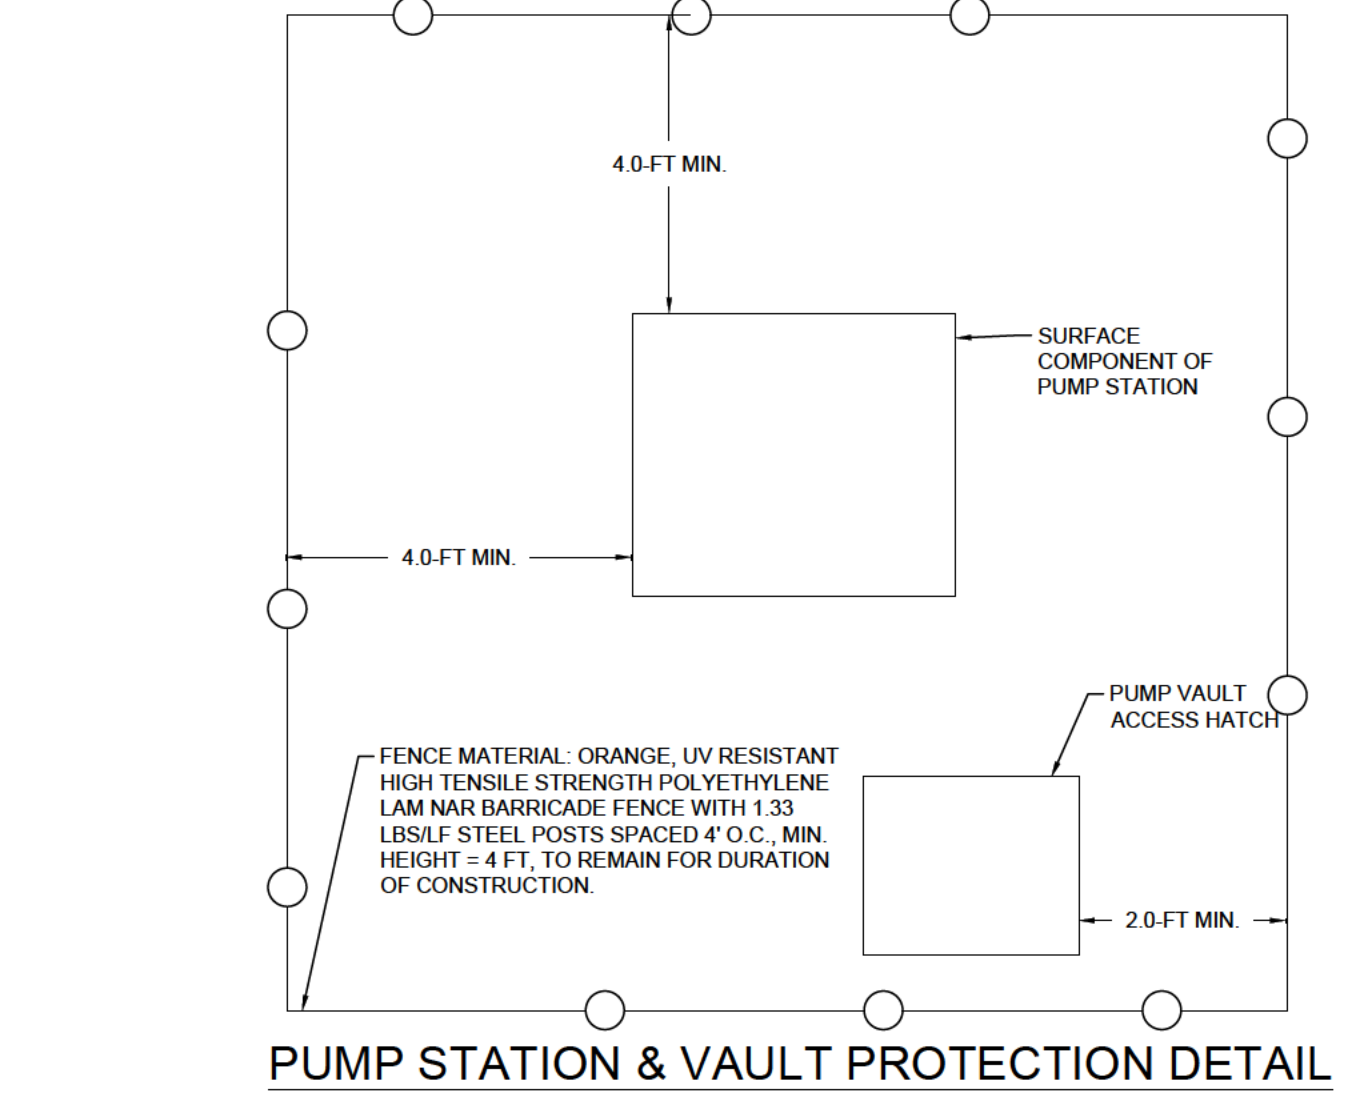 4.0-FT MIN.
SURFACE
COMPONENT OF
PUMP STATION
4.0-FT MIN.
PUMP VAULT
ACCESS HATCH
FENCE MATERIAL: ORANGE, UV RESISTANT
HIGH TENSILE STRENGTH POLYETHYLENE
LAM NAR BARRICADE FENCE WITH 1.33
LBS/LF STEEL POSTS SPACED 4' O.C., MIN.
HEIGHT = 4 FT, TO REMAIN FOR DURATION
OF CONSTRUCTION.
2.0-FT MIN.
PUMP STATION & VAULT PROTECTION DETAIL